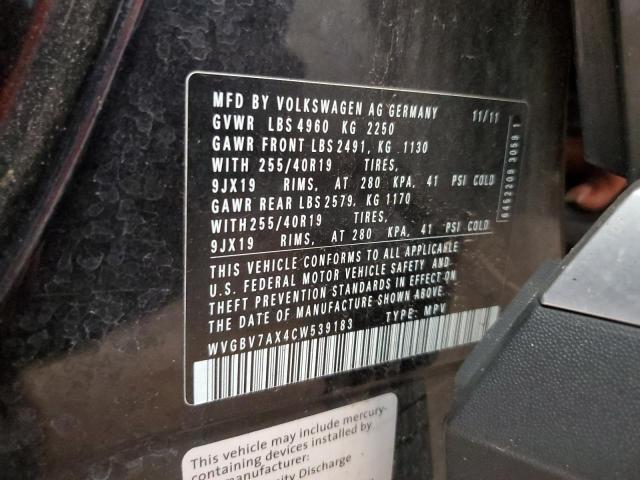 MFD BY VOLKSWAGEN AG GERMANY 11/11
GVWR LBS 4960 KG 2250
GAWR FRONT LBS 2491, KG 1130
WITH 255/40R19 TIRES,
9JX19 RIMS, AT 280 KPA, 41 PSI COLD
GAWR REAR LBS 2579, KG 1170
WITH 255/40R19 TIRES,
9JX19 RIMS, AT 280 KPA, 41 PSI COLD
THIS VEHICLE CONFORMS TO ALL APPLICABLE
U.S. FEDERAL MOTOR VEHICLE SAFETY AND
THEFT PREVENTION STANDARDS IN EFFECT ON
THE DATE OF MANUFACTURE SHOWN ABOVE.
WVGBV7AX4CW539183 TYPE: MPV
This vehicle may include mercury-
containing devices installed by
manufacturer:
Discharge